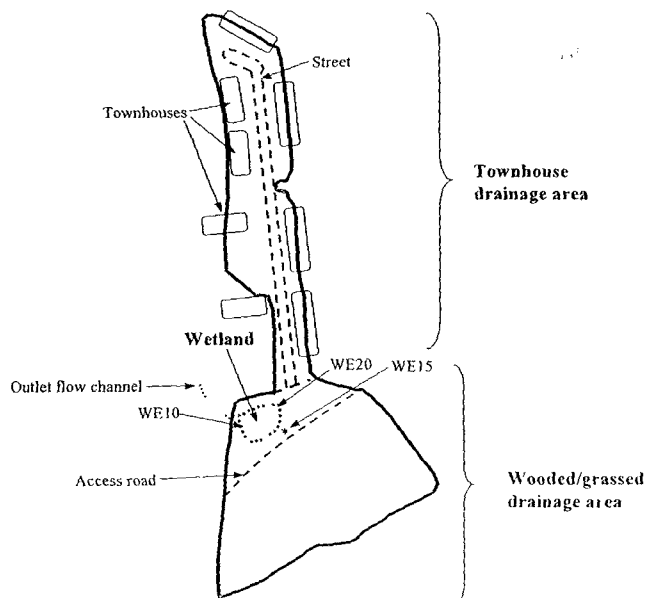 Street
Townhouses
Townhouse
drainage area
Wetland
WE20
WE15
Outlet flow channel
WE10
Access road
Wooded/grassed
drainage area